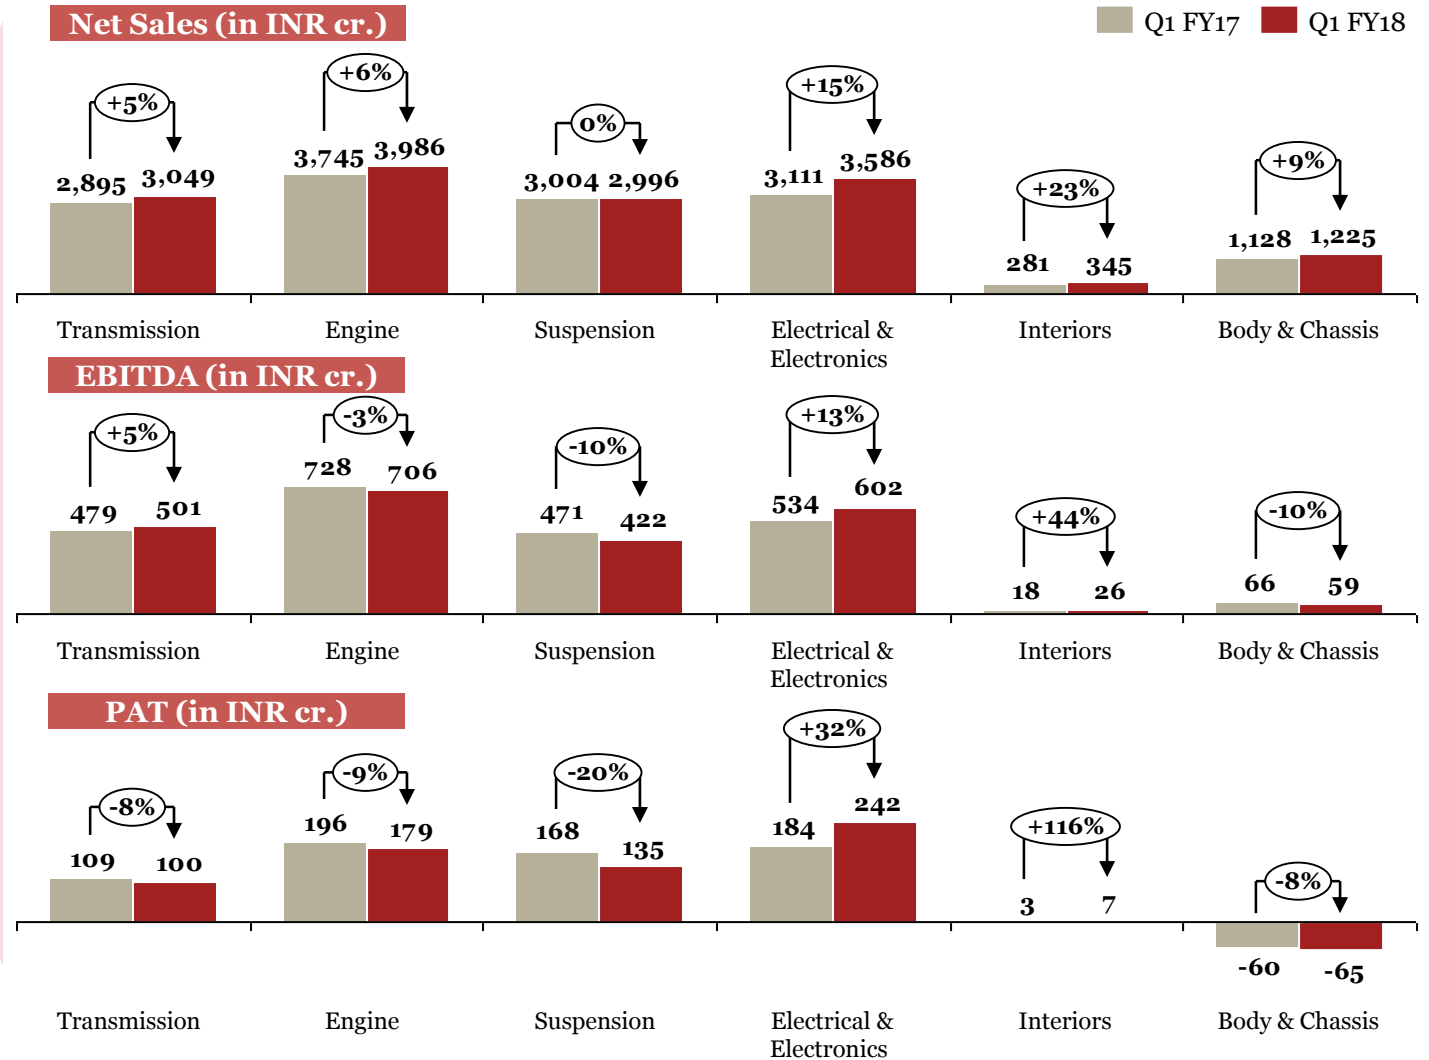 Net Sales (in INR cr.)
Q1 FY17 Q1 FY18
+5% +6% 0% +15% +23% +9%
2,895 3,049 3,745 3,986 3,004 2,996 3,111 3,586 281 345 1,128 1,225
Transmission Engine Suspension Electrical & Interiors Body & Chassis
Electronics
EBITDA (in INR cr.)
+5% -3% -10% +13% +44% -10%
479 501 728 706 471 422 534 602 18 26 66 59
Transmission Engine Suspension Electrical & Interiors Body & Chassis
Electronics
PAT (in INR cr.)
-8% -9% -20% +32% +116% -8%
109 100 196 179 168 135 184 242 3 7 -60 -65
Transmission Engine Suspension Electrical & Interiors Body & Chassis
Electronics